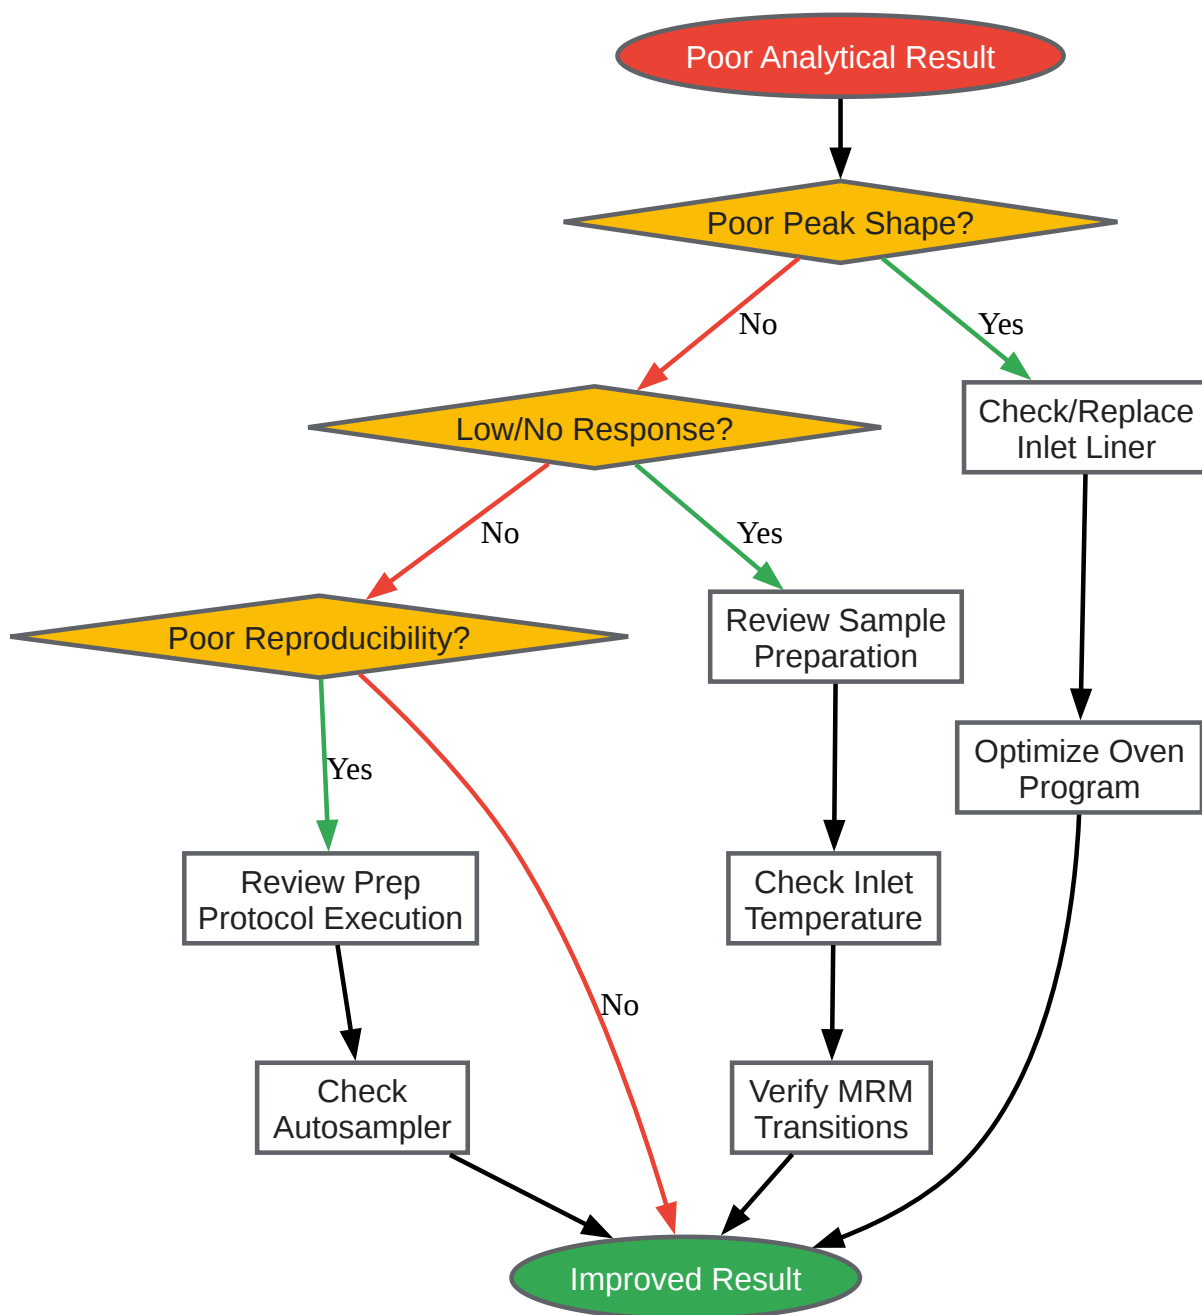 Poor Analytical Result
Poor Peak Shape?
No
Yes
Check/Replace
Inlet Liner
Low/No Response?
No
Yes
Review Sample
Preparation
Poor Reproducibility?
Optimize Oven
Program
Yes
Review Prep
Protocol Execution
Check Inlet
Temperature
No
Check
Autosampler
Verify MRM
Transitions
Improved Result